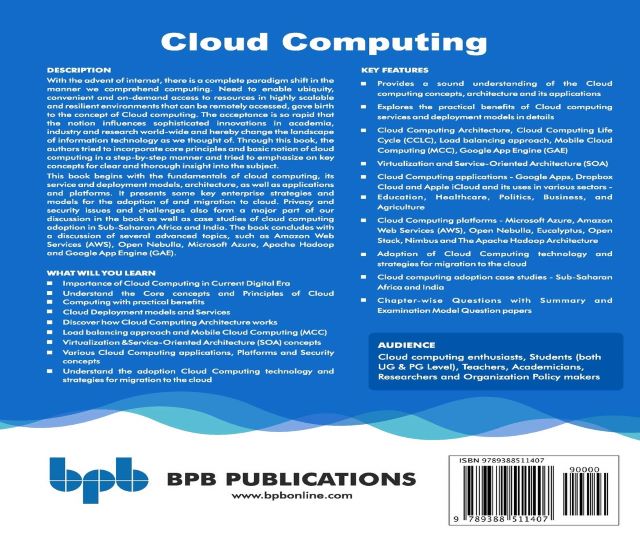 Cloud Computing
DESCRIPTION
With the advent of internet, there is a complete paradigm shift in the
manner we comprehend computing. Need to enable ubiquity,
convenient and on-demand access to resources in highly scalable
and resilient environments that can be remotely accessed, gave birth
to the concept of Cloud computing. The acceptance is so rapid that
the notion influences sophisticated innovations in academia,
industry and research world-wide and hereby change the landscape
of information technology as we thought of. Through this book, the
authors tried to incorporate core principles and basic notion of cloud
computing in a step-by-step manner and tried to emphasize on key
concepts for clear and thorough insight into the subject.
This book begins with the fundamentals of cloud computing, its
service and deployment models, architecture, as well as applications
and platforms. It presents some key enterprise strategies and
models for the adoption of and migration to cloud. Privacy and
security issues and challenges also form a major part of our
discussion in the book as well as case studies of cloud computing
adoption in Sub-Saharan Africa and India. The book concludes with
a discussion of several advanced topics, such as Amazon Web
Services (AWS), Open Nebulla, Microsoft Azure, Apache Hadoop
and Google App Engine (GAE).
WHAT WILL YOU LEARN
Importance of Cloud Computing in Current Digital Era
Understand the Core concepts and Principles of Cloud
Computing with practical benefits
Cloud Deployment models and Services
Discover how Cloud Computing Architecture works
Load balancing approach and Mobile Cloud Computing (MCC)
Virtualization &Service-Oriented Architecture (SOA) concepts
Various Cloud Computing applications, Platforms and Security
concepts
Understand the adoption Cloud Computing technology and
strategies for migration to the cloud
KEY FEATURES
Provides a sound understanding of the Cloud
computing concepts, architecture and its applications
Explores the practical benefits of Cloud computing
services and deployment models in details
Cloud Computing Architecture, Cloud Computing Life
Cycle (CCLC), Load balancing approach, Mobile Cloud
Computing (MCC), Google App Engine (GAE)
Virtualization and Service-Oriented Architecture (SOA)
Cloud Computing applications - Google Apps, Dropbox
Cloud and Apple iCloud and its uses in various sectors -
Education, Healthcare, Politics, Business, and
Agriculture
Cloud Computing platforms - Microsoft Azure, Amazon
Web Services (AWS), Open Nebulla, Eucalyptus, Open
Stack, Nimbus and The Apache Hadoop Architecture
Adoption of Cloud Computing technology and
strategies for migration to the cloud
Cloud computing adoption case studies - Sub-Saharan
Africa and India
Chapter-wise Questions with Summary and
Examination Model Question papers
AUDIENCE
Cloud computing enthusiasts, Students (both
UG & PG Level), Teachers, Academicians,
Researchers and Organization Policy makers
bpb
BPB PUBLICATIONS
www.bpbonline.com
ISBN 9789388511407
90000
9 789388 511407